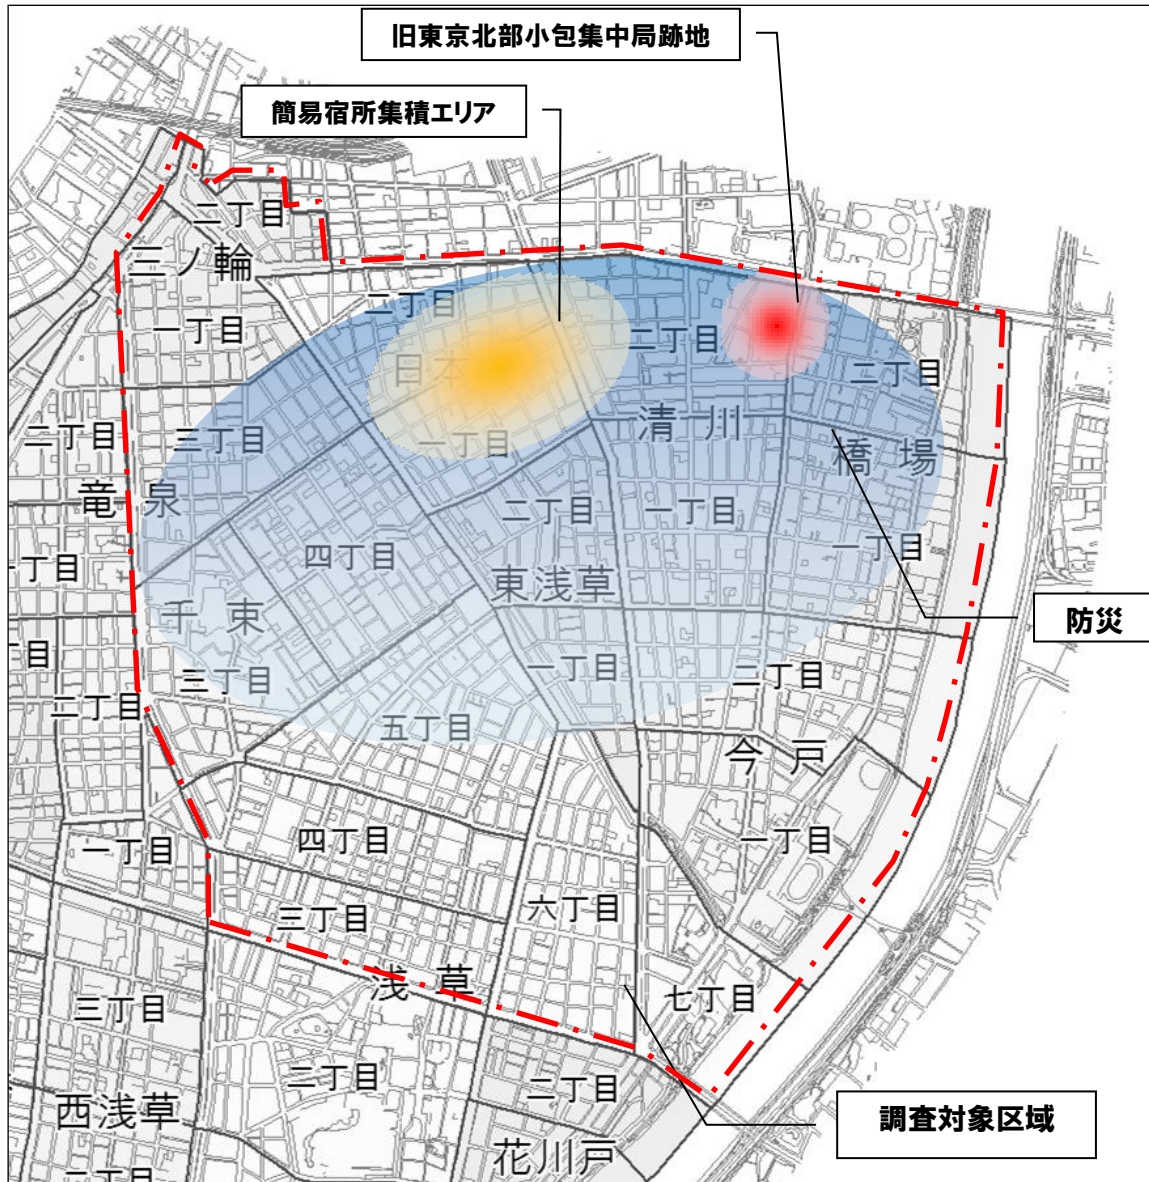 旧東京北部小包集中局跡地
簡易宿所集積エリア
二丁目
三ノ輪
一丁目
二丁目
二丁目
二丁目
日本
一丁目
清川
橋場
二丁目
三丁目
竜泉
二丁目
一丁目
四丁目
東浅草
一丁目
丁目
千束
防災
丁目
一丁目
三丁目
二丁目
二丁目
五丁目
今戸
一丁目
四丁目
一丁目
六丁目
三丁目
浅草
七丁目
三丁目
二丁目
二丁目
調査対象区域
西浅草
花川戸
二丁目